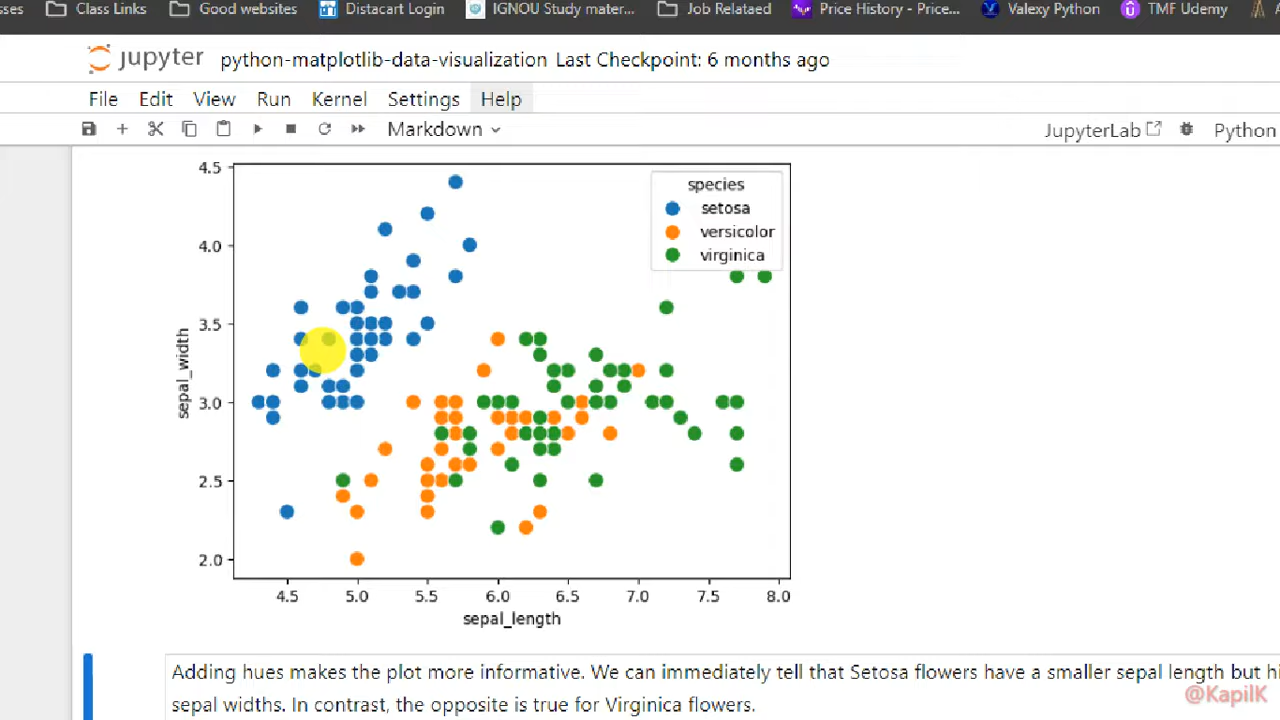 sses Class Links Good websites Distacart Login IGNOU Study mater... Job Relataed Price History - Price... Valexy Python TMF Udemy
jupyter python-matplotlib-data-visualization Last Checkpoint: 6 months ago
File Edit View Run Kernel Settings Help
Markdown JupyterLab Python
4.5
4.0
3.5
3.0
2.5
2.0
sepal_width
species
setosa
versicolor
virginica
4.5 5.0 5.5 6.0 6.5 7.0 7.5 8.0
sepal_length
Adding hues makes the plot more informative. We can immediately tell that Setosa flowers have a smaller sepal length but hi
sepal widths. In contrast, the opposite is true for Virginica flowers.
@KapilK